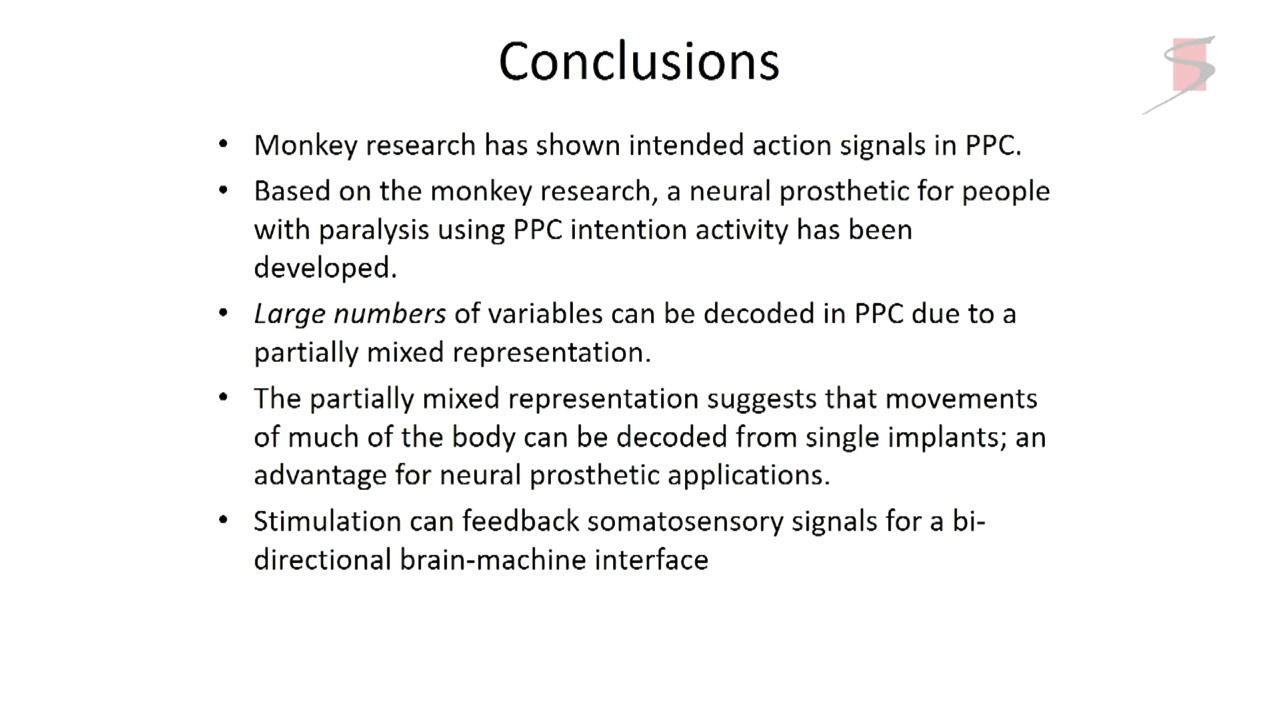 Conclusions
• Monkey research has shown intended action signals in PPC.
• Based on the monkey research, a neural prosthetic for people
with paralysis using PPC intention activity has been
developed.
• Large numbers of variables can be decoded in PPC due to a
partially mixed representation.
• The partially mixed representation suggests that movements
of much of the body can be decoded from single implants; an
advantage for neural prosthetic applications.
• Stimulation can feedback somatosensory signals for a bi-
directional brain-machine interface